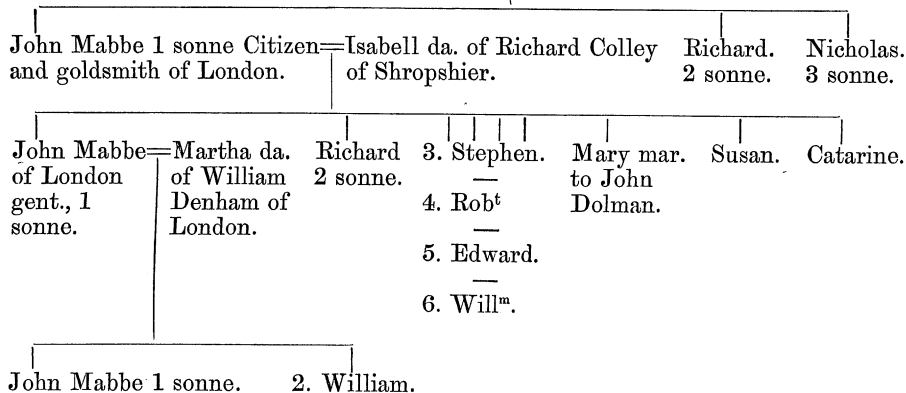 John Mabbe 1 sonne Citizen=Isabell da. of Richard Colley Richard. Nicholas.
and goldsmith of London. of Shropshier. 2 sonne. 3 sonne.
John Mabbe=Martha da. Richard 3. Stephen. Mary mar. Susan. Catarine.
of London of William 2 sonne. — to John
gent., 1 Denham of 4. Robᵗ Dolman.
sonne. London. —
5. Edward.
—
6. Willᵐ.
John Mabbe 1 sonne. 2. William.